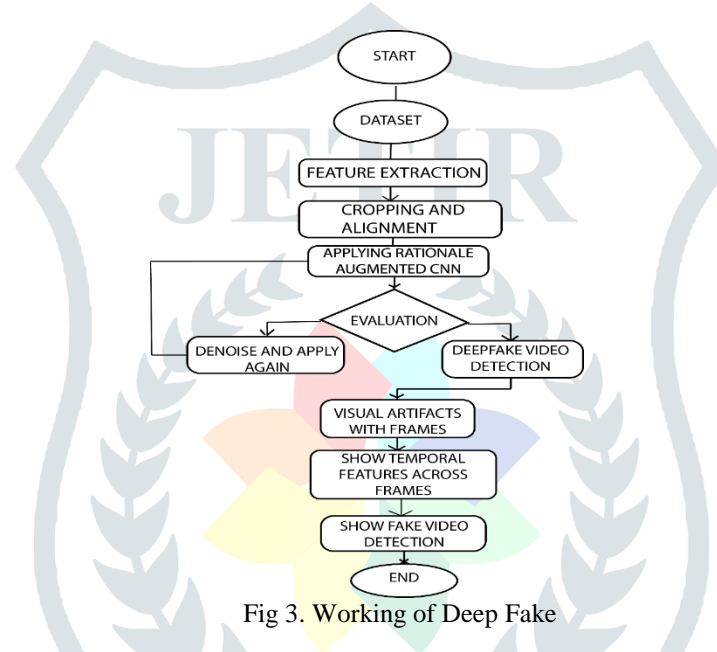 START
DATASET
JETIR
FEATURE EXTRACTION
CROPPING AND
ALIGNMENT
APPLYING RATIONALE
AUGMENTED CNN
EVALUATION
DENOISE AND APPLY
AGAIN
DEEPFAKE VIDEO
DETECTION
VISUAL ARTIFACTS
WITH FRAMES
SHOW TEMPORAL
FEATURES ACROSS
FRAMES
SHOW FAKE VIDEO
DETECTION
END
Fig 3. Working of Deep Fake